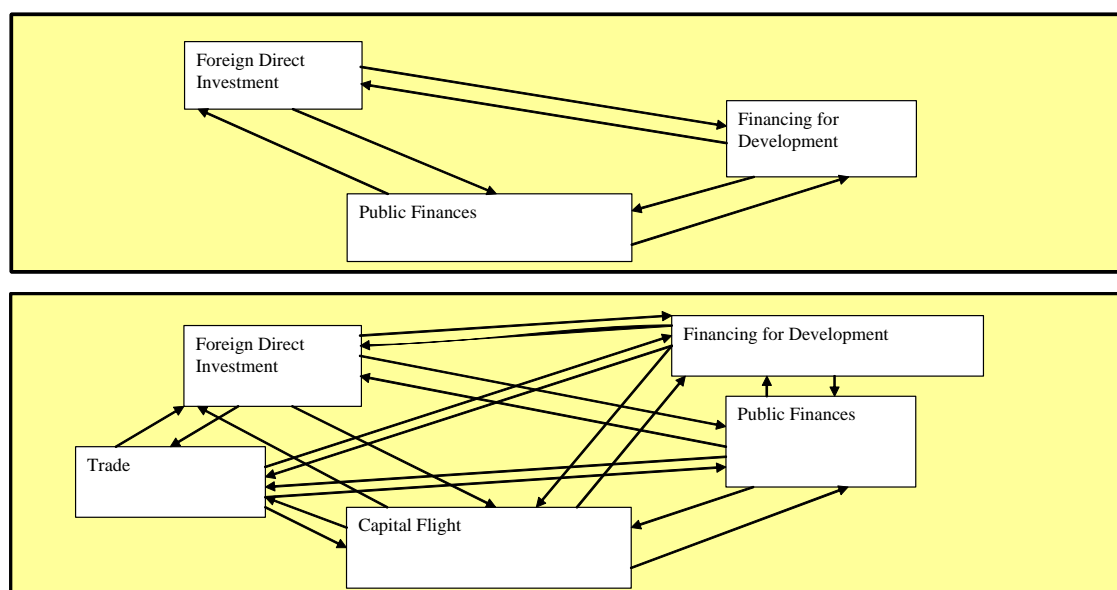 Foreign Direct
Investment
Financing for
Development
Public Finances
Foreign Direct
Investment
Financing for Development
Public Finances
Trade
Capital Flight